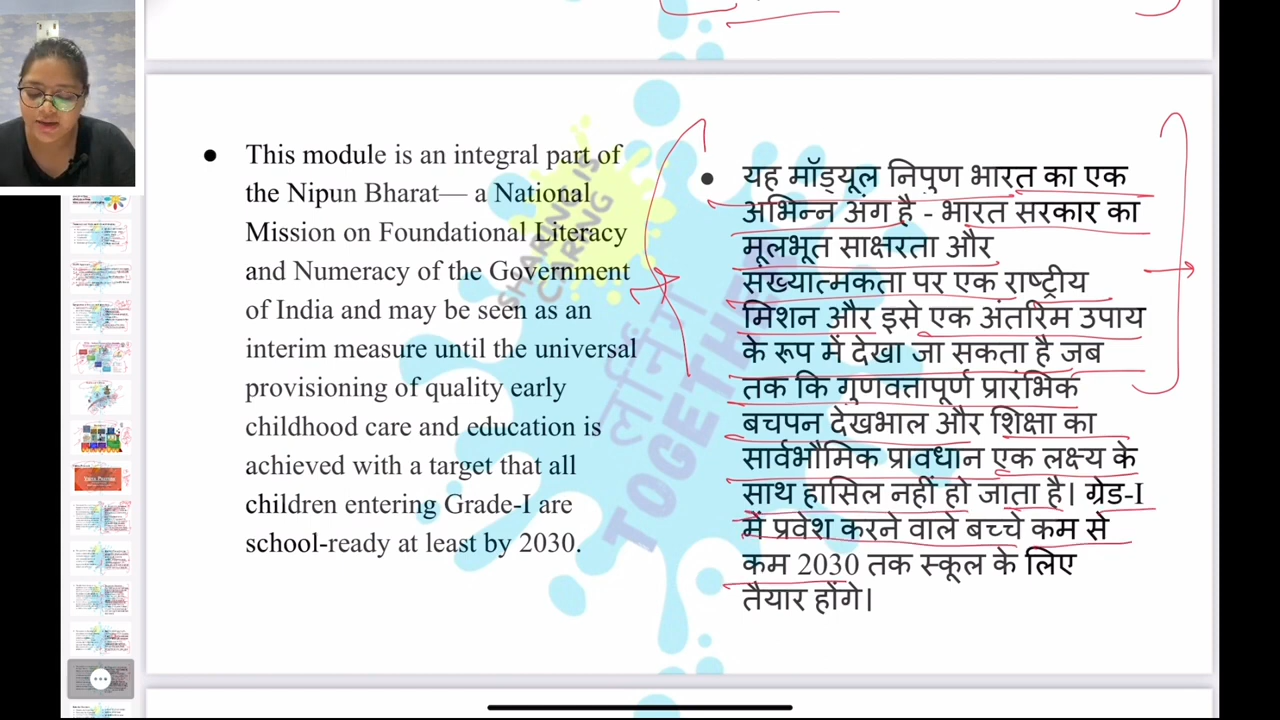 This module is an integral part of
the Nipun Bharat— a National
Mission on Foundational Literacy
and Numeracy of the Government
of India and may be seen as an
interim measure until the universal
provisioning of quality early
childhood care and education is
achieved with a target that all
children entering Grade-I are
school-ready at least by 2030.
यह मॉड्यूल निपुण भारत का एक
अभिन्न अंग है - भारत सरकार का
मूलभूत साक्षरता और
संख्यात्मकता पर एक राष्ट्रीय
मिशन और इसे एक अंतरिम उपाय
के रूप में देखा जा सकता है जब
तक कि गुणवत्तापूर्ण प्रारंभिक
बचपन देखभाल और शिक्षा का
सार्वभौमिक प्रावधान एक लक्ष्य के
साथ हासिल नहीं हो जाता है। ग्रेड-I
में प्रवेश करने वाले बच्चे कम से
कम 2030 तक स्कूल के लिए
तैयार होंगे।
SHARING IS
CARING
TOGETHER